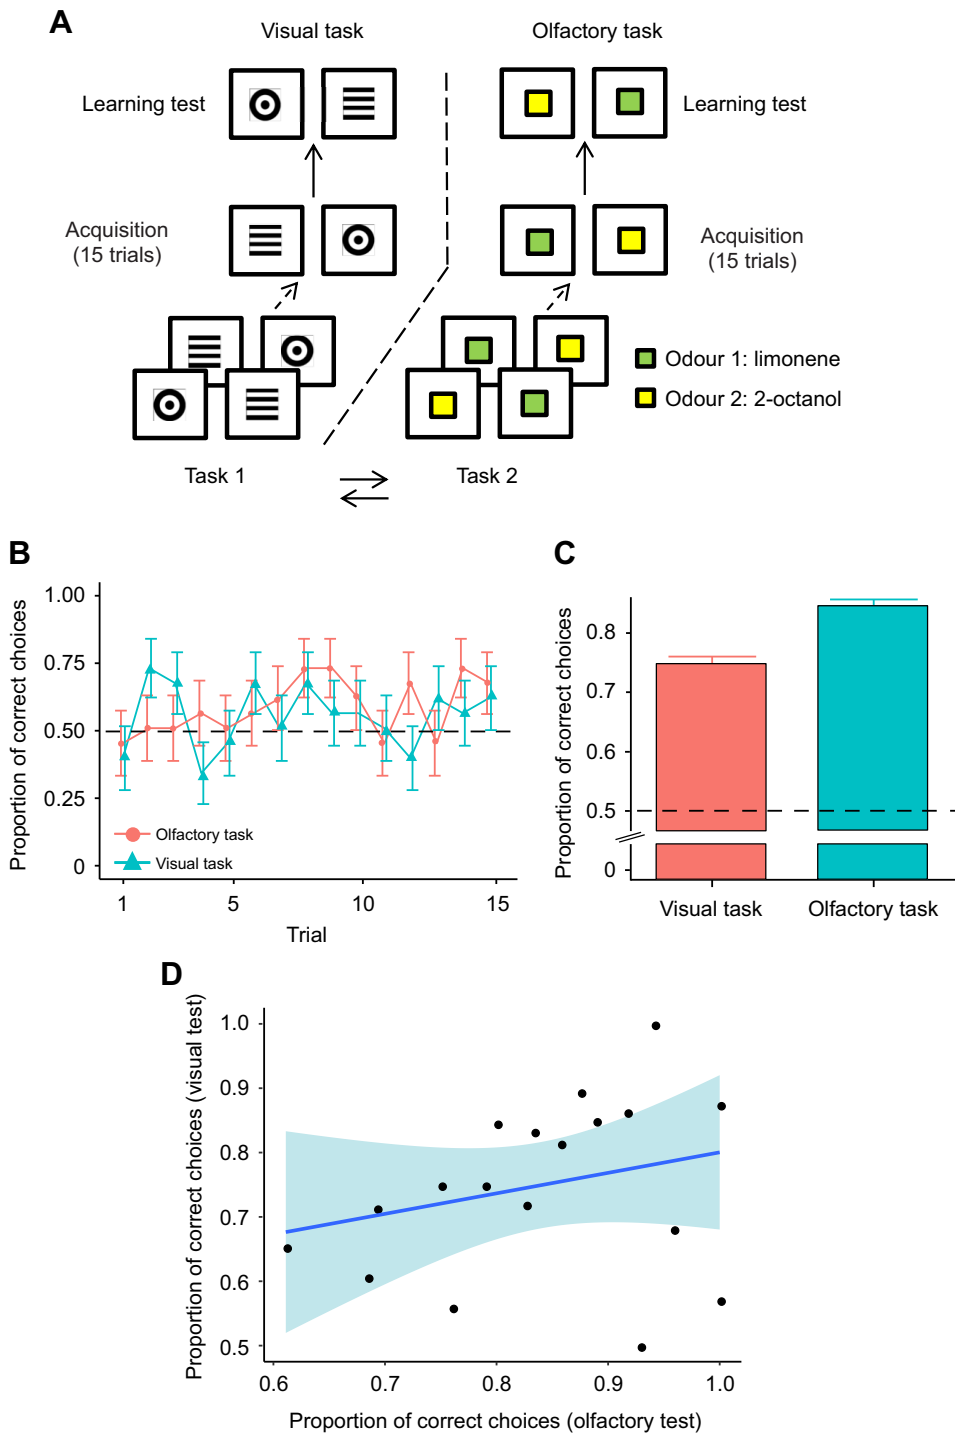 A
Visual task
Olfactory task
Learning test
Learning test
Acquisition
(15 trials)
Acquisition
(15 trials)
Odour 1: limonene
Odour 2: 2-octanol
Task 1
Task 2
B
Proportion of correct choices
1.00
0.75
0.50
0.25
0
Olfactory task
Visual task
1
5
10
15
Trial
C
Proportion of correct choices
0.8
0.7
0.6
0.5
0
Visual task
Olfactory task
D
Proportion of correct choices (visual test)
1.0
0.9
0.8
0.7
0.6
0.5
0.6
0.7
0.8
0.9
1.0
Proportion of correct choices (olfactory test)